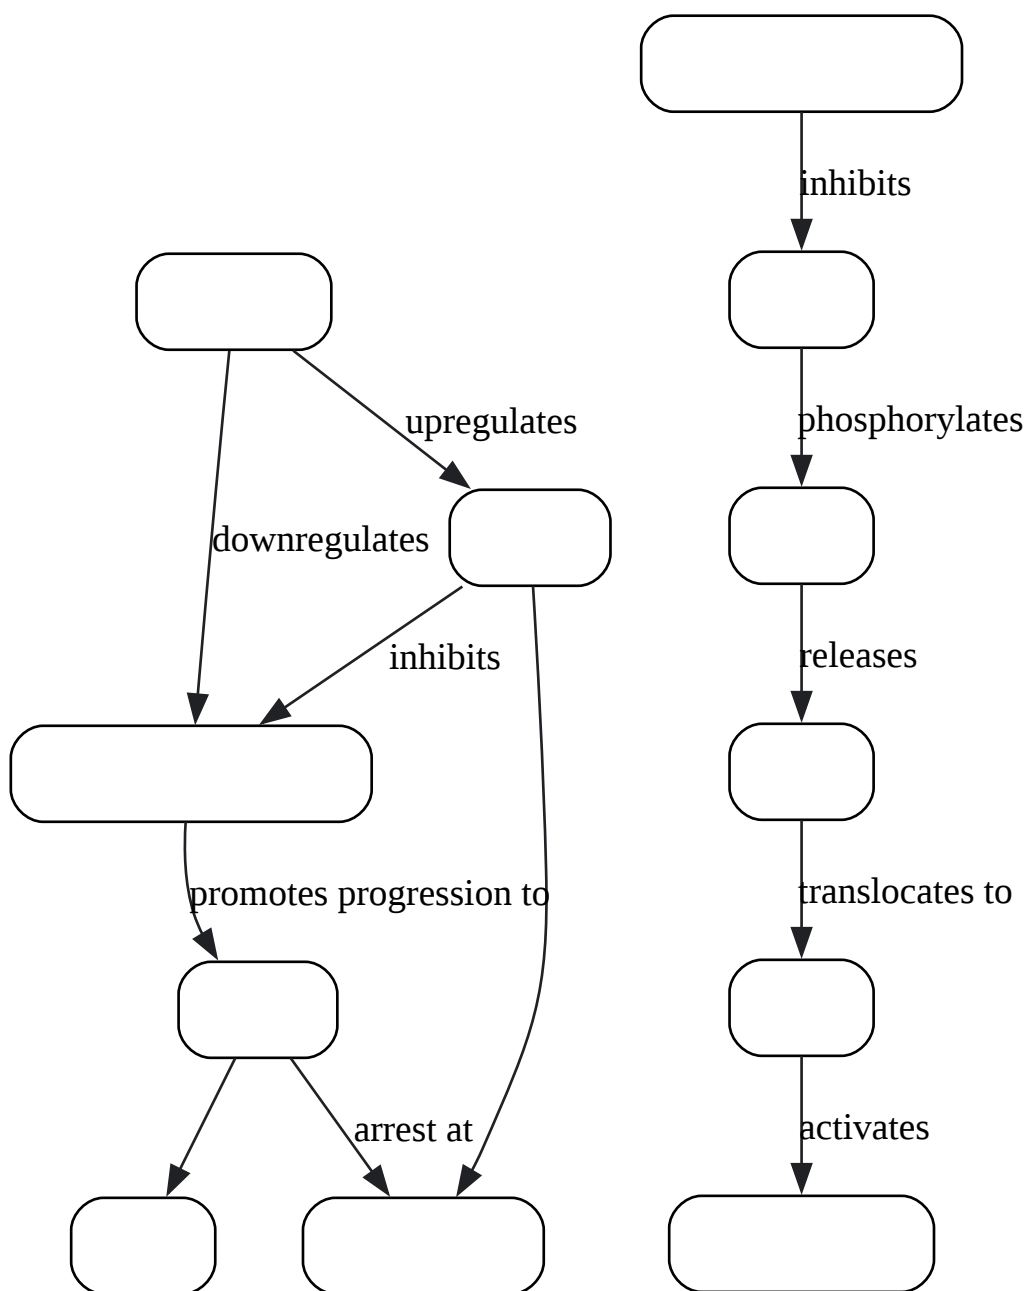 inhibits
upregulates
phosphorylates
downregulates
inhibits
releases
promotes progression to
translocates to
arrest at
activates